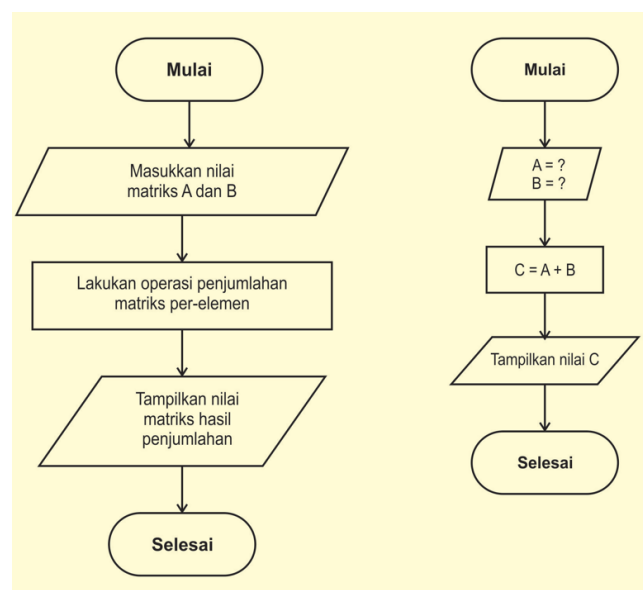 Mulai
Masukkan nilai
matriks A dan B
Lakukan operasi penjumlahan
matriks per-elemen
Tampilkan nilai
matriks hasil
penjumlahan
Selesai
Mulai
A = ?
B = ?
C = A + B
Tampilkan nilai C
Selesai